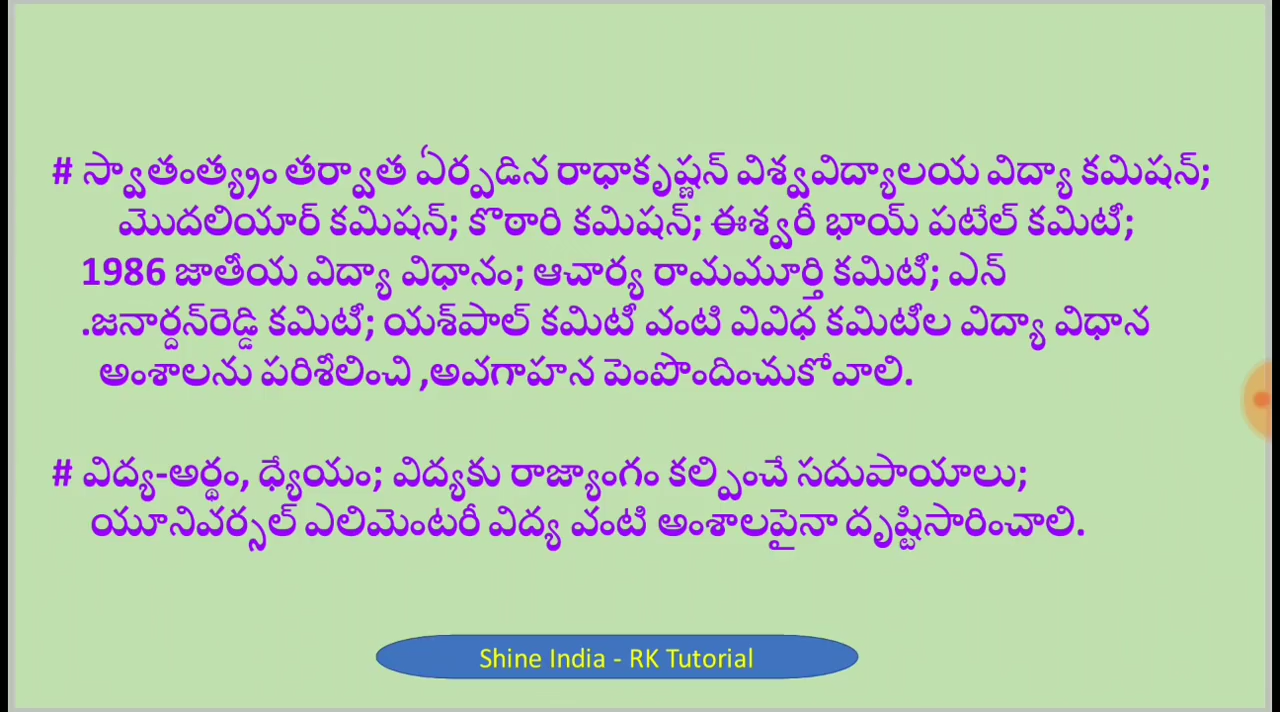 # స్వాతంత్య్రం తర్వాత ఏర్పడిన రాధాకృష్ణన్ విశ్వవిద్యాలయ విద్యా కమిషన్;
మొదలియార్ కమిషన్; కొఠారి కమిషన్; ఈశ్వరీ భాయ్ పటేల్ కమిటీ;
1986 జాతీయ విద్యా విధానం; ఆచార్య రామమూర్తి కమిటీ; ఎన్
.జనార్దన్‌రెడ్డి కమిటీ; యశ్‌పాల్ కమిటీ వంటి వివిధ కమిటీల విద్యా విధాన
అంశాలను పరిశీలించి ,అవగాహన పెంపొందించుకోవాలి.
# విద్య-అర్థం, ధ్యేయం; విద్యకు రాజ్యాంగం కల్పించే సదుపాయాలు;
యూనివర్సల్ ఎలిమెంటరీ విద్య వంటి అంశాలపైనా దృష్టిసారించాలి.
Shine India - RK Tutorial